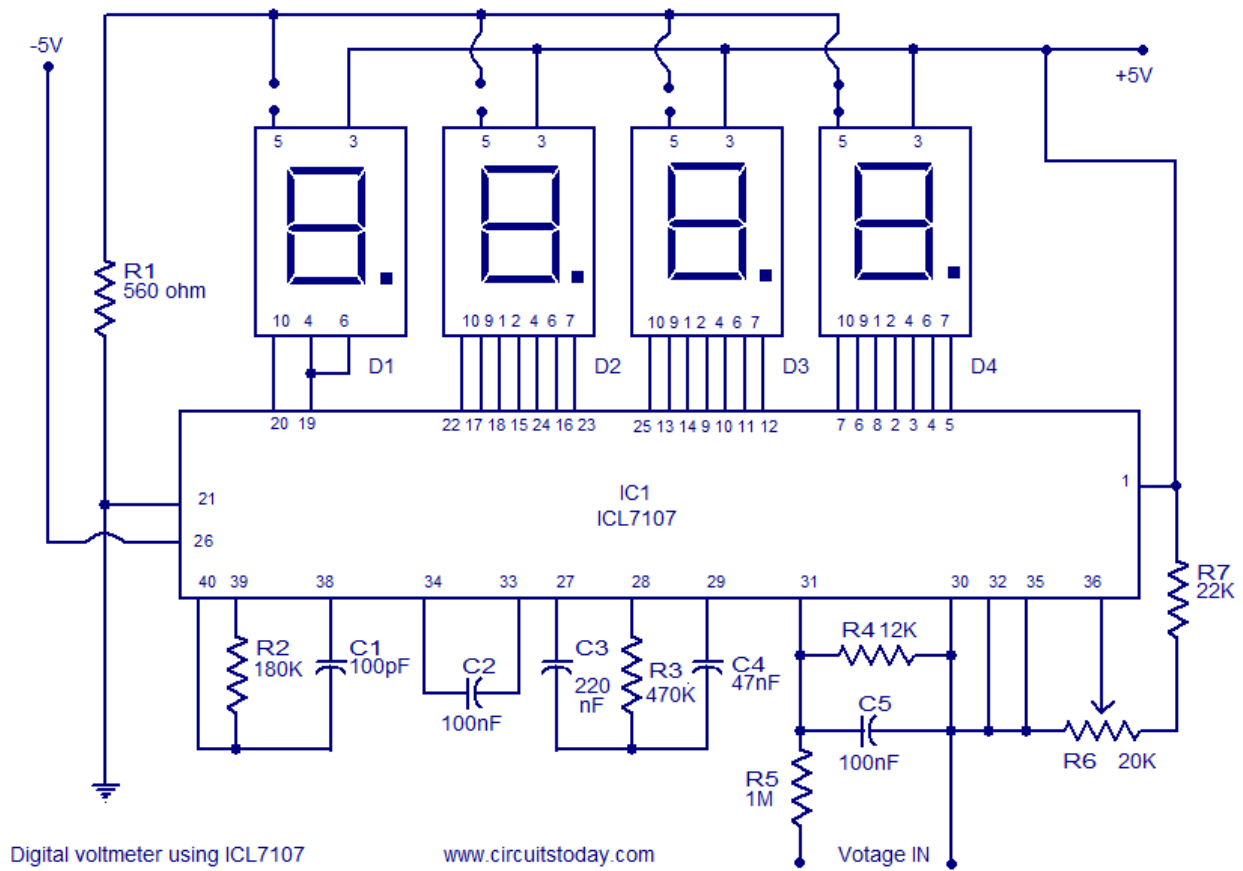 -5V
+5V
5 3
5 3
5 3
5 3
R1
560 ohm
10 4 6
10 9 1 2 4 6 7
10 9 1 2 4 6 7
10 9 1 2 4 6 7
D1
D2
D3
D4
20 19
22 17 18 15 24 16 23
25 13 14 9 10 11 12
7 6 8 2 3 4 5
21
26
IC1
ICL7107
1
40 39 38 34 33 27 28 29 31 30 32 35 36
R7
22K
R2
180K
C1
100pF
C2
100nF
C3
220
nF
R3
470K
C4
47nF
R4 12K
C5
100nF
R5
1M
R6 20K
Digital voltmeter using ICL7107
www.circuitstoday.com
Votage IN